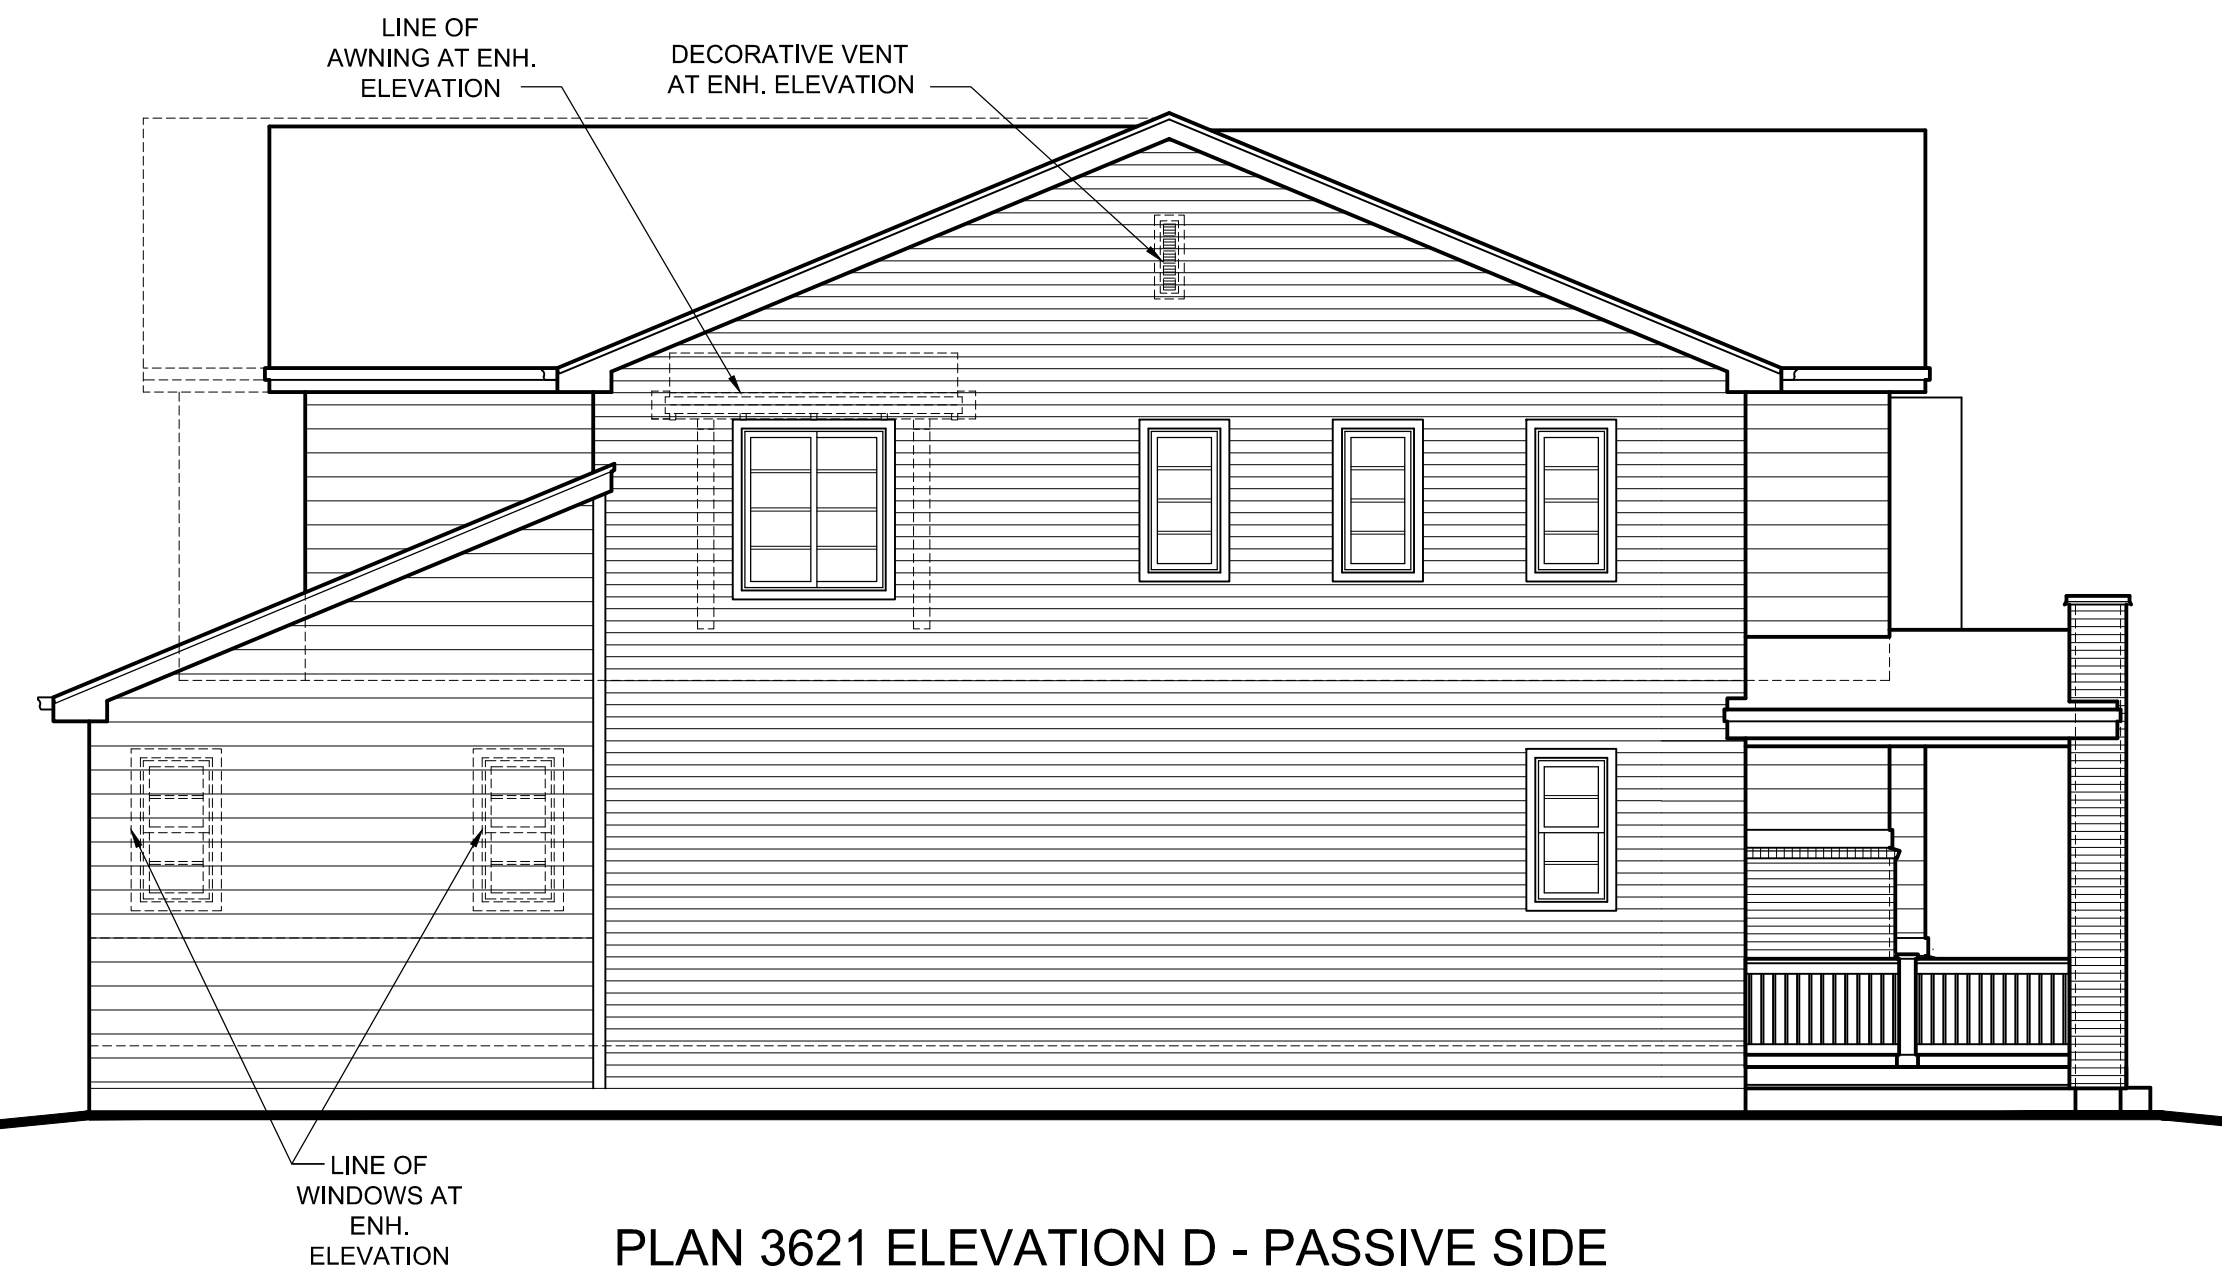 LINE OF
AWNING AT ENH.
ELEVATION
DECORATIVE VENT
AT ENH. ELEVATION
LINE OF
WINDOWS AT
ENH.
ELEVATION
PLAN 3621 ELEVATION D - PASSIVE SIDE